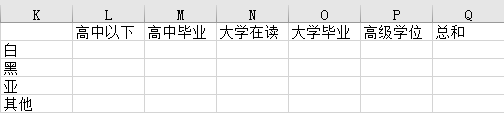 K L M N O P Q
高中以下 高中毕业 大学在读 大学毕业 高级学位 总和
白
黑
亚
其他